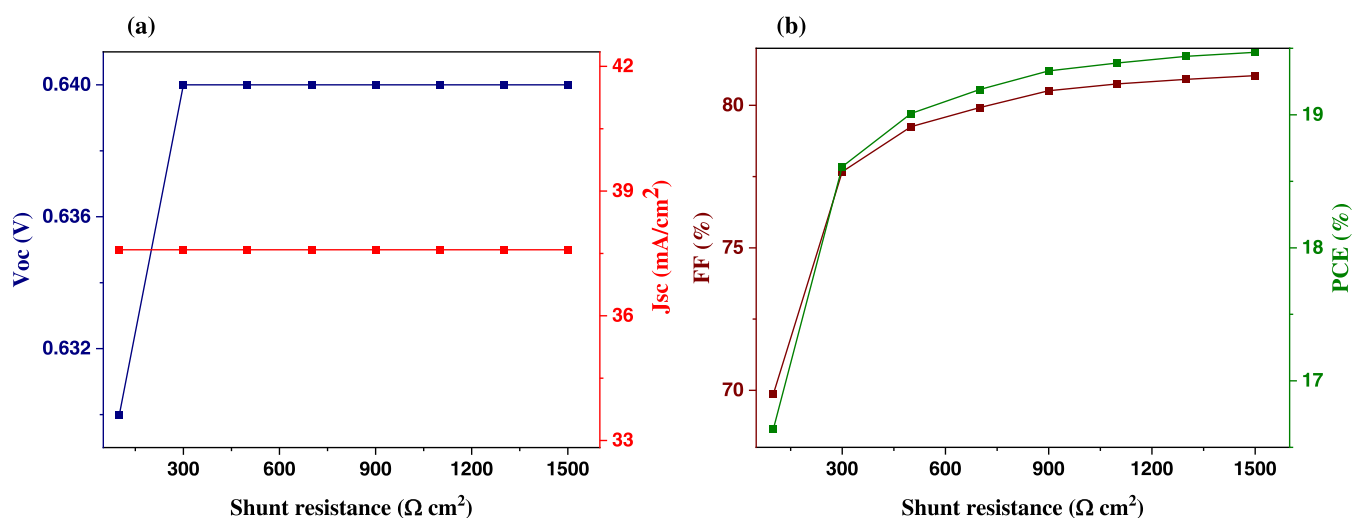 (a)
0.640
0.636
0.632
Voc (V)
42
39
36
33
Jsc (mA/cm²)
300 600 900 1200 1500
Shunt resistance (Ω cm²)
(b)
80
75
70
FF (%)
19
18
17
PCE (%)
300 600 900 1200 1500
Shunt resistance (Ω cm²)